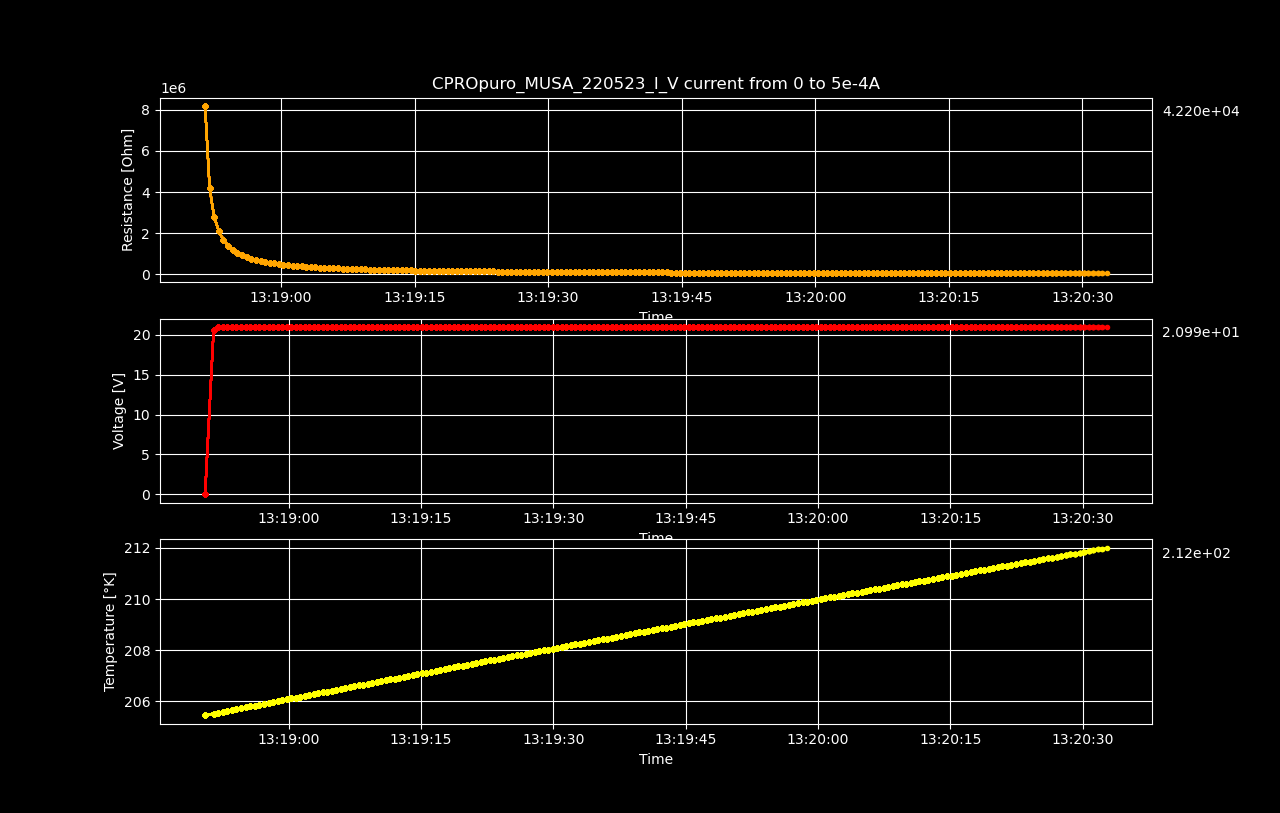 CPROpuro_MUSA_220523_I_V current from 0 to 5e-4A
1e6
4.220e+04
Resistance [Ohm]
8
6
4
2
0
13:19:00 13:19:15 13:19:30 13:19:45 13:20:00 13:20:15 13:20:30
Time
2.099e+01
Voltage [V]
20
15
10
5
0
13:19:00 13:19:15 13:19:30 13:19:45 13:20:00 13:20:15 13:20:30
Time
2.12e+02
Temperature [°K]
212
210
208
206
13:19:00 13:19:15 13:19:30 13:19:45 13:20:00 13:20:15 13:20:30
Time